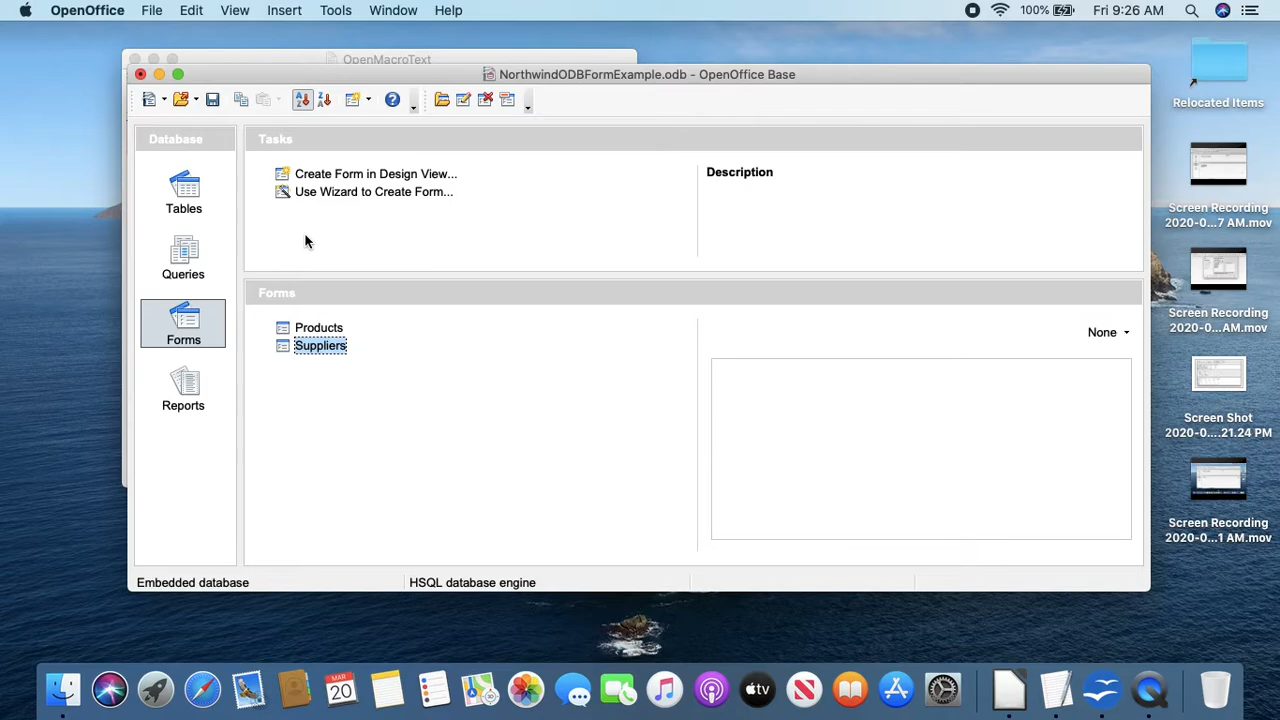 OpenOffice File Edit View Insert Tools Window Help 100% Fri 9:26 AM
OpenMacroText
NorthwindODBFormExample.odb - OpenOffice Base
Database
Tables
Queries
Forms
Reports
Tasks
Create Form in Design View...
Use Wizard to Create Form...
Description
Forms
Products
Suppliers
None
Embedded database HSQL database engine
Relocated Items
Screen Recording
2020-0...7 AM.mov
Screen Recording
2020-0...AM.mov
Screen Shot
2020-0....21.24 PM
Screen Recording
2020-0...1 AM.mov
MAR
20
tv